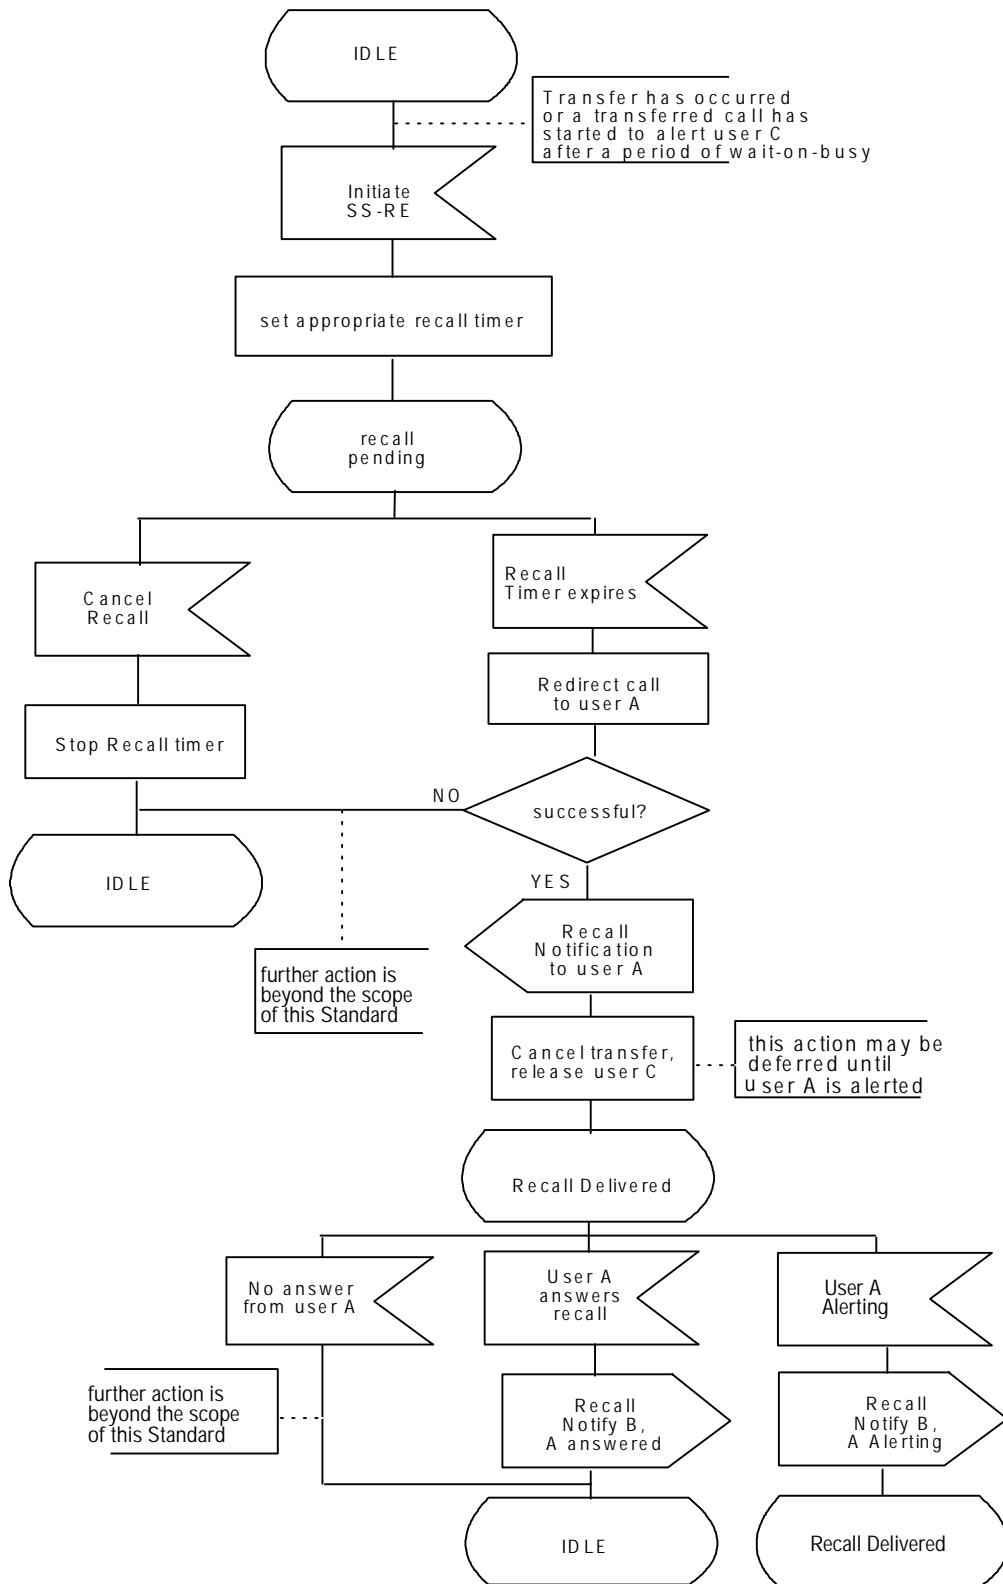 IDLE
Transfer has occurred
or a transferred call has
started to alert user C
after a period of wait-on-busy
Initiate
SS-RE
set appropriate recall timer
recall
pending
Cancel
Recall
Recall
Timer expires
Redirect call
to user A
Stop Recall timer
NO
successful?
IDLE
YES
Recall
Notification
to user A
further action is
beyond the scope
of this Standard
Cancel transfer,
release user C
this action may be
deferred until
user A is alerted
Recall Delivered
No answer
from user A
User A
answers
recall
User A
Alerting
further action is
beyond the scope
of this Standard
Recall
Notify B,
A answered
Recall
Notify B,
A Alerting
IDLE
Recall Delivered